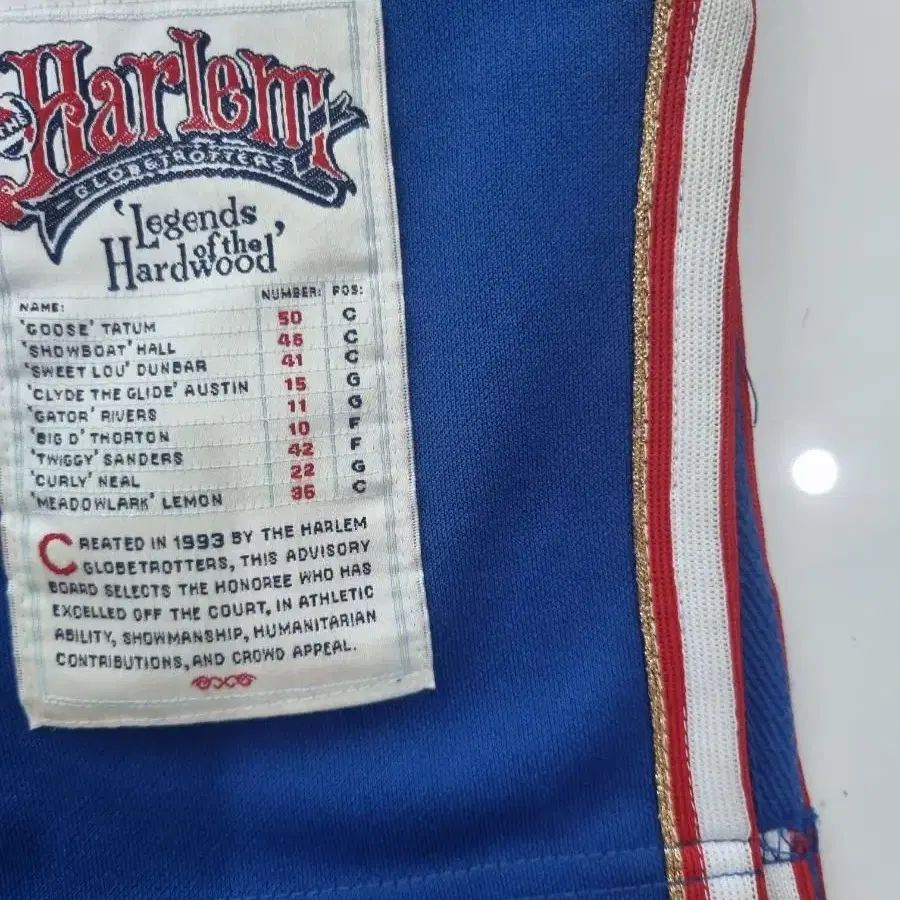 THE
Harlem
GLOBETROTTERS
'Legends
of the
Hardwood'
NAME: NUMBER: POS:
'GOOSE' TATUM 50 C
'SHOWBOAT' HALL 46 C
'SWEET LOU' DUNBAR 41 C
'CLYDE THE GLIDE' AUSTIN 15 G
'GATOR' RIVERS 11 G
'BIG D' THORTON 10 F
'TWIGGY' SANDERS 42 F
'CURLY' NEAL 22 G
'MEADOWLARK' LEMON 36 C
CREATED IN 1993 BY THE HARLEM
GLOBETROTTERS, THIS ADVISORY
BOARD SELECTS THE HONOREE WHO HAS
EXCELLED OFF THE COURT, IN ATHLETIC
ABILITY, SHOWMANSHIP, HUMANITARIAN
CONTRIBUTIONS, AND CROWD APPEAL.